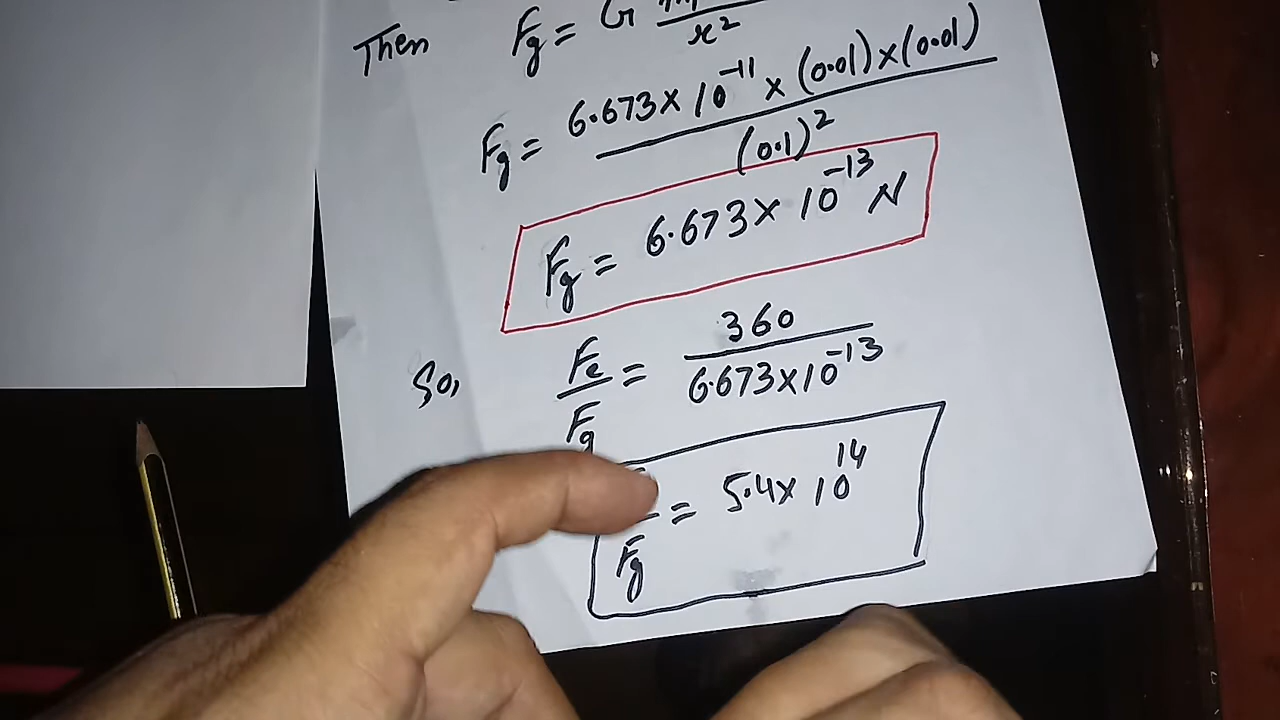 Then Fg = G / x²
Fg = 6.673 × 10⁻¹¹ × (0.01) × (0.01) / (0.1)²
Fg = 6.673 × 10⁻¹³ N
So, Fe / Fg = 360 / 6.673 × 10⁻¹³
Fg = 5.4 × 10¹⁴